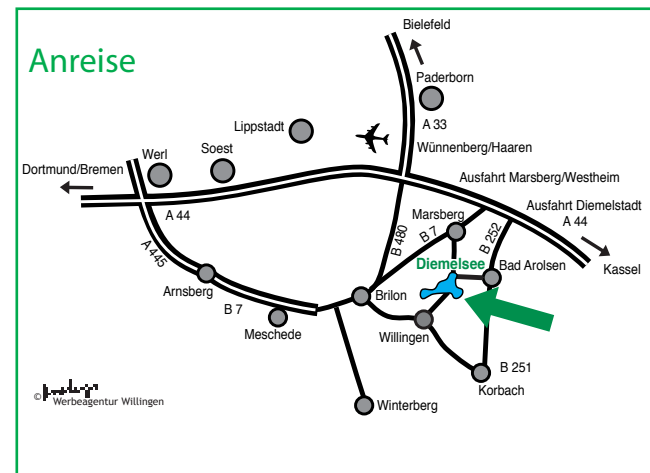 Anreise
Bielefeld
Paderborn
A 33
Lippstadt
Wünnenberg/Haaren
Werl
Soest
Dortmund/Bremen
Ausfahrt Marsberg/Westheim
Ausfahrt Diemelstadt
A 44
A 44
Kassel
Marsberg
B 480
B 7
B 252
A 445
Diemelsee
Bad Arolsen
Arnsberg
B 7
Brilon
Meschede
Willingen
B 251
Korbach
Winterberg
© Werbeagentur Willingen